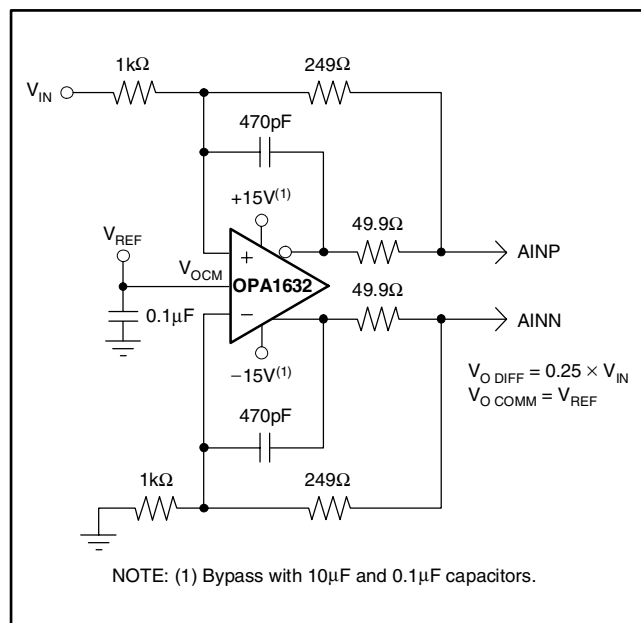 1kΩ
249Ω
V_IN
470pF
+15V(1)
49.9Ω
V_REF
AINP
+
V_OCM
OPA1632
49.9Ω
−
0.1μF
AINN
−15V(1)
V_O DIFF = 0.25 × V_IN
V_O COMM = V_REF
470pF
1kΩ
249Ω
NOTE: (1) Bypass with 10μF and 0.1μF capacitors.